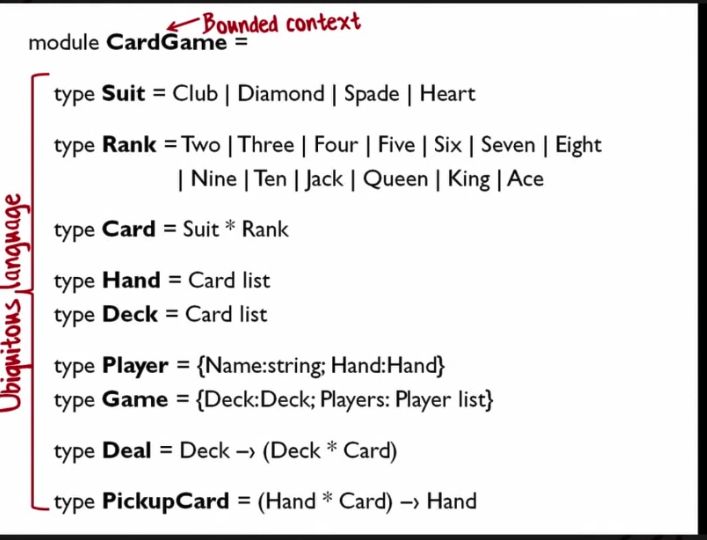 Bounded context
module CardGame =
type Suit = Club | Diamond | Spade | Heart
type Rank = Two | Three | Four | Five | Six | Seven | Eight
| Nine | Ten | Jack | Queen | King | Ace
type Card = Suit * Rank
type Hand = Card list
type Deck = Card list
type Player = {Name:string; Hand:Hand}
type Game = {Deck:Deck; Players: Player list}
type Deal = Deck –› (Deck * Card)
type PickupCard = (Hand * Card) –› Hand
Ubiquitous language